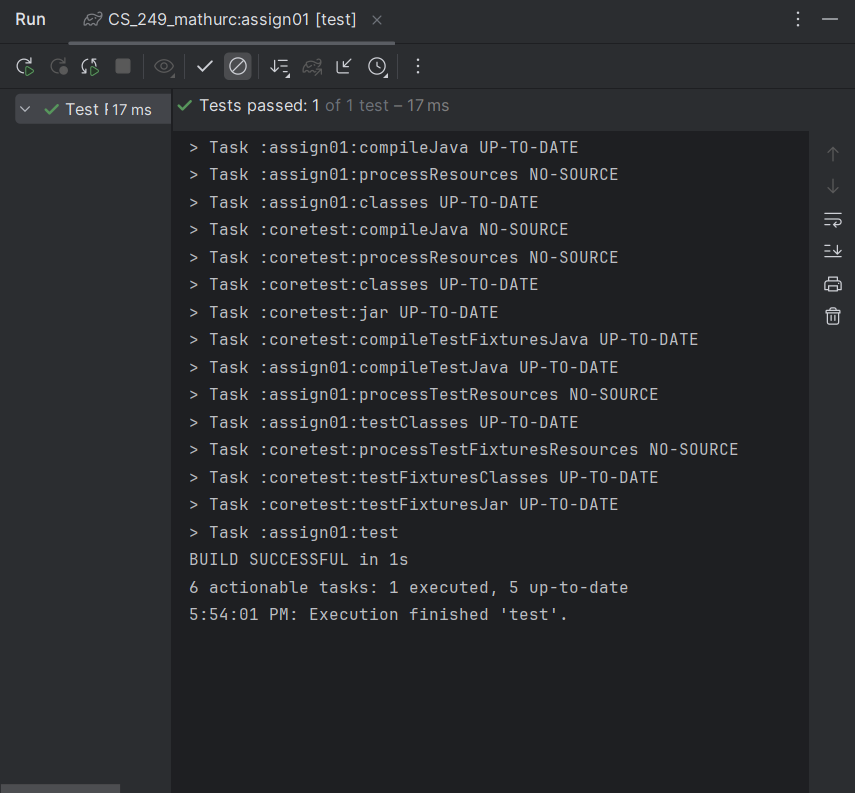 Run CS_249_mathurc:assign01 [test]
Test 17 ms
Tests passed: 1 of 1 test – 17 ms
> Task :assign01:compileJava UP-TO-DATE
> Task :assign01:processResources NO-SOURCE
> Task :assign01:classes UP-TO-DATE
> Task :coretest:compileJava NO-SOURCE
> Task :coretest:processResources NO-SOURCE
> Task :coretest:classes UP-TO-DATE
> Task :coretest:jar UP-TO-DATE
> Task :coretest:compileTestFixturesJava UP-TO-DATE
> Task :assign01:compileTestJava UP-TO-DATE
> Task :assign01:processTestResources NO-SOURCE
> Task :assign01:testClasses UP-TO-DATE
> Task :coretest:processTestFixturesResources NO-SOURCE
> Task :coretest:testFixturesClasses UP-TO-DATE
> Task :coretest:testFixturesJar UP-TO-DATE
> Task :assign01:test
BUILD SUCCESSFUL in 1s
6 actionable tasks: 1 executed, 5 up-to-date
5:54:01 PM: Execution finished 'test'.